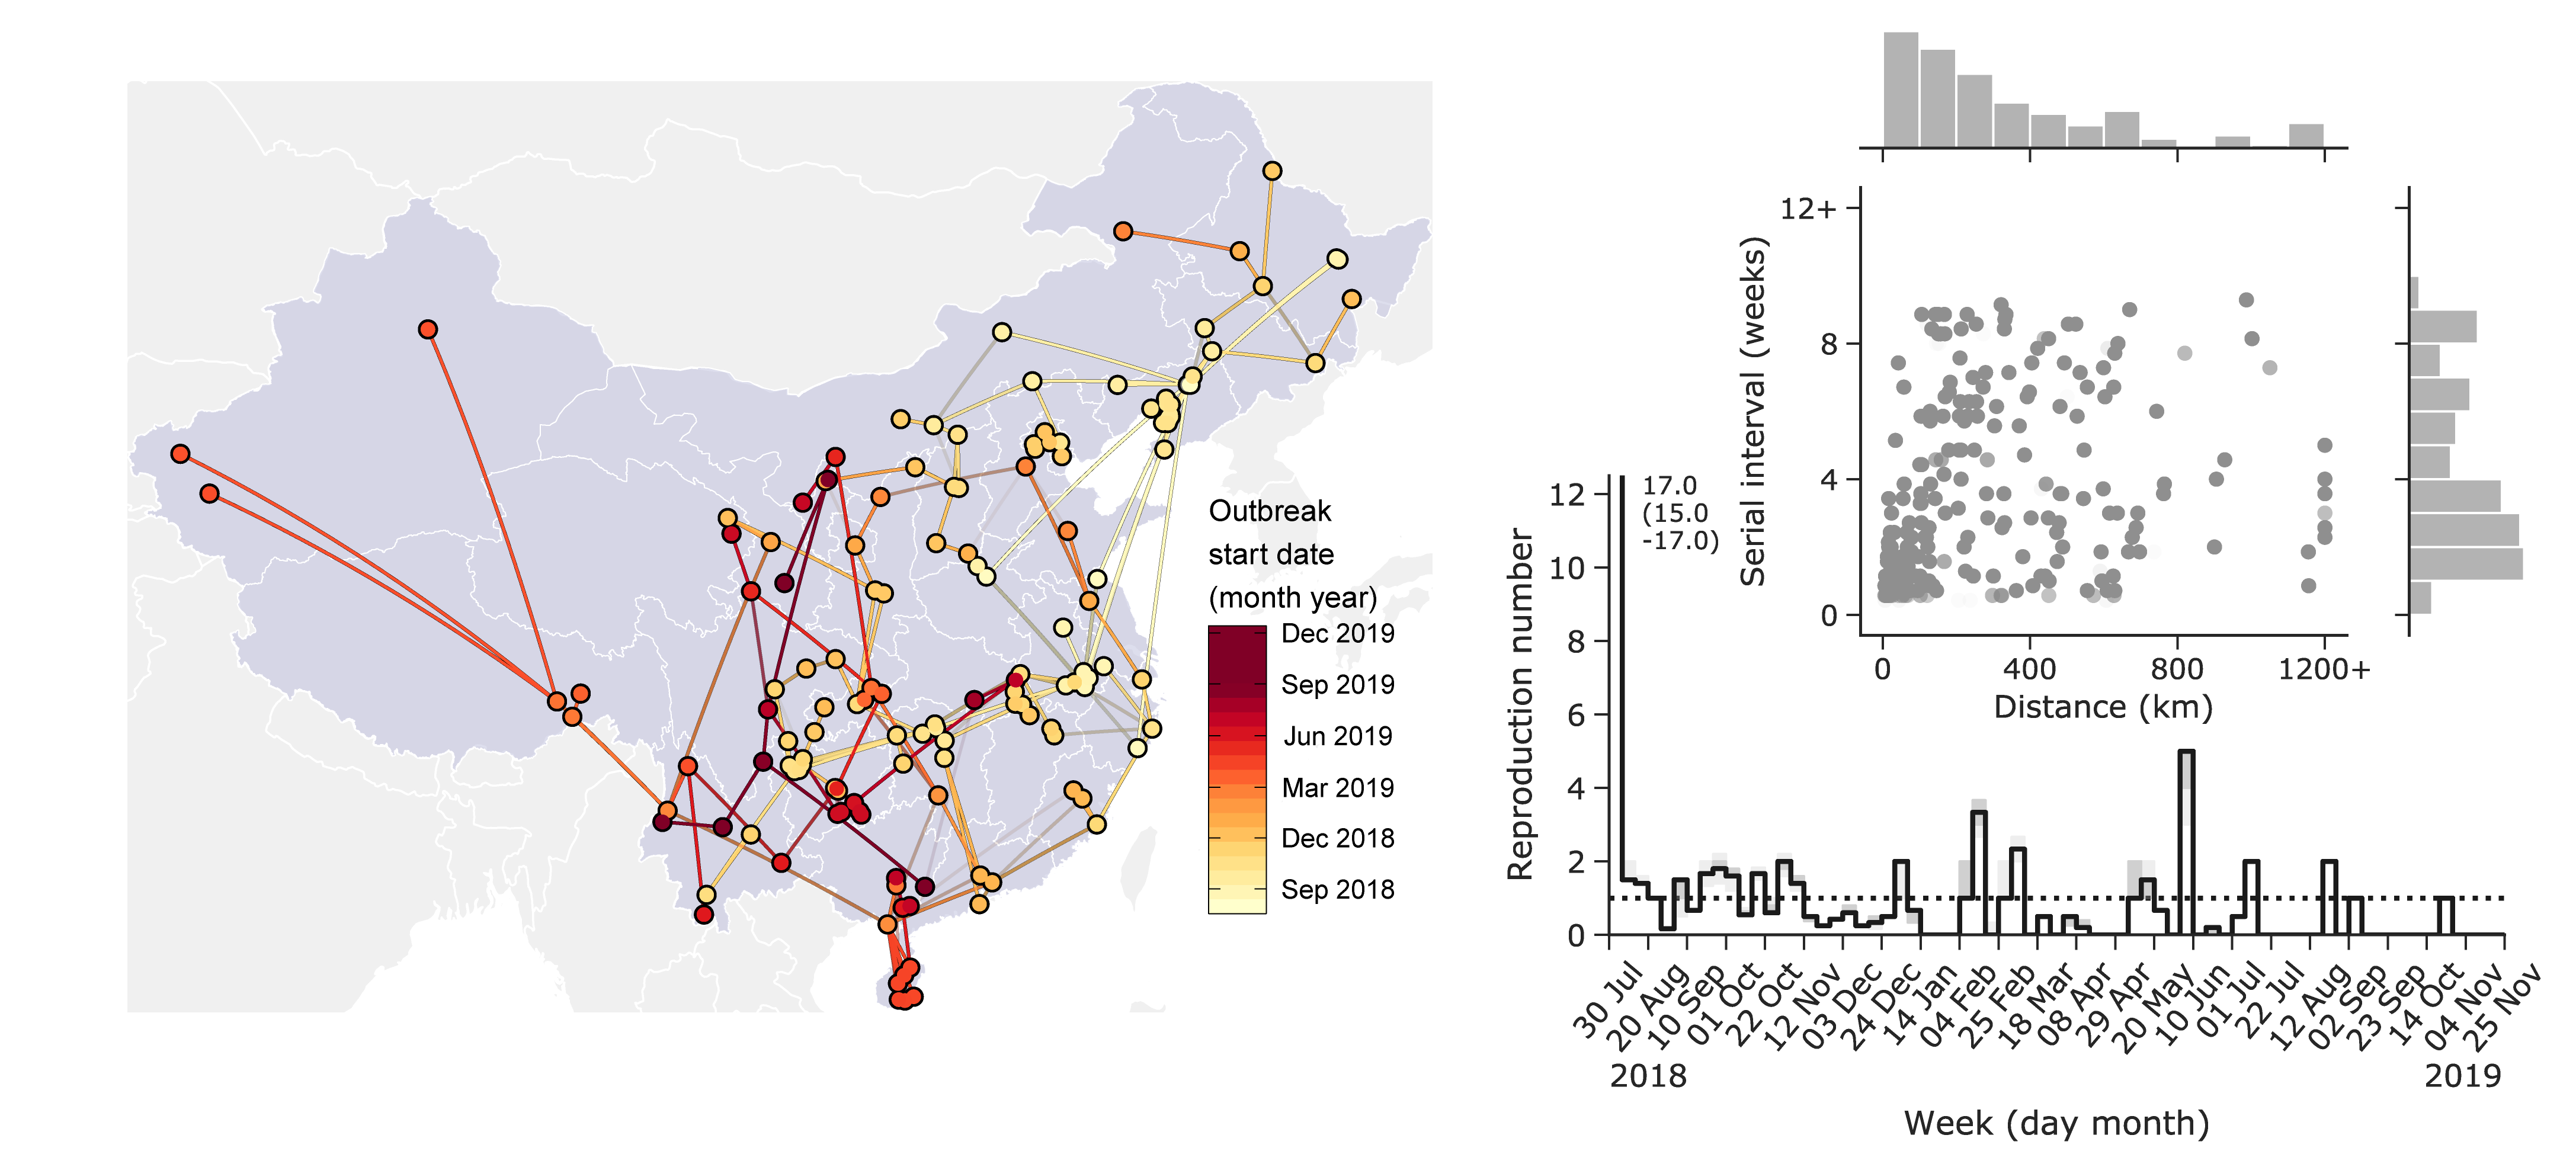 Outbreak
start date
(month year)
Dec 2019
Sep 2019
Jun 2019
Mar 2019
Dec 2018
Sep 2018
12+
8
4
0
Serial interval (weeks)
0
400
800
1200+
Distance (km)
17.0
(15.0
-17.0)
12
10
8
6
4
2
0
Reproduction number
30 Jul
20 Aug
10 Sep
01 Oct
22 Oct
12 Nov
03 Dec
24 Dec
14 Jan
04 Feb
25 Feb
18 Mar
08 Apr
29 Apr
20 May
10 Jun
01 Jul
22 Jul
12 Aug
02 Sep
23 Sep
14 Oct
04 Nov
25 Nov
2018
2019
Week (day month)